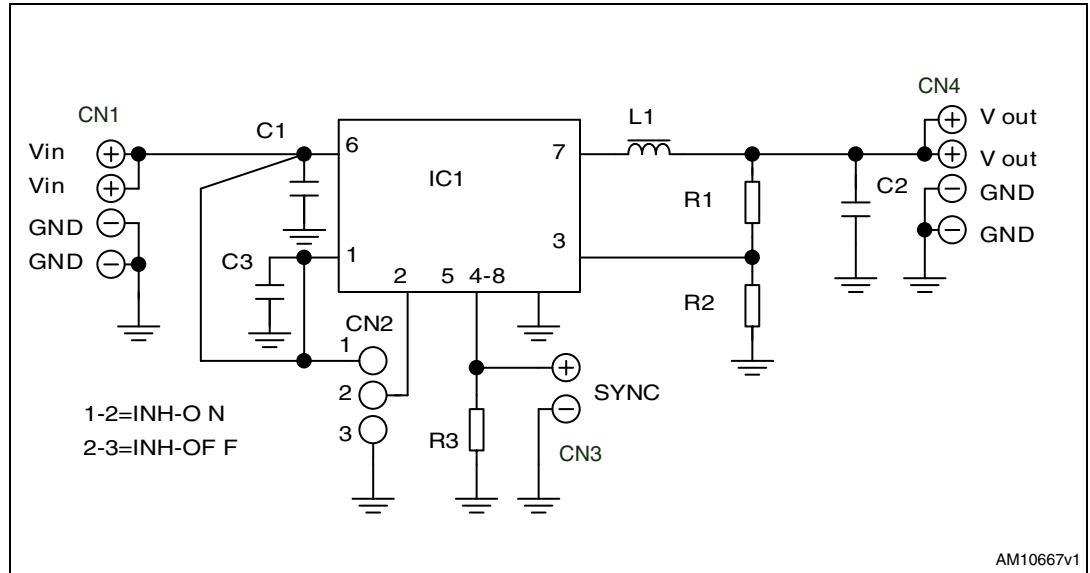 CN1
Vin
Vin
GND
GND
C1
6
1
IC1
7
3
2
5
4-8
L1
R1
R2
C2
CN4
V out
V out
GND
GND
C3
CN2
1
2
3
R3
SYNC
CN3
1-2=INH-O N
2-3=INH-OF F
AM10667v1